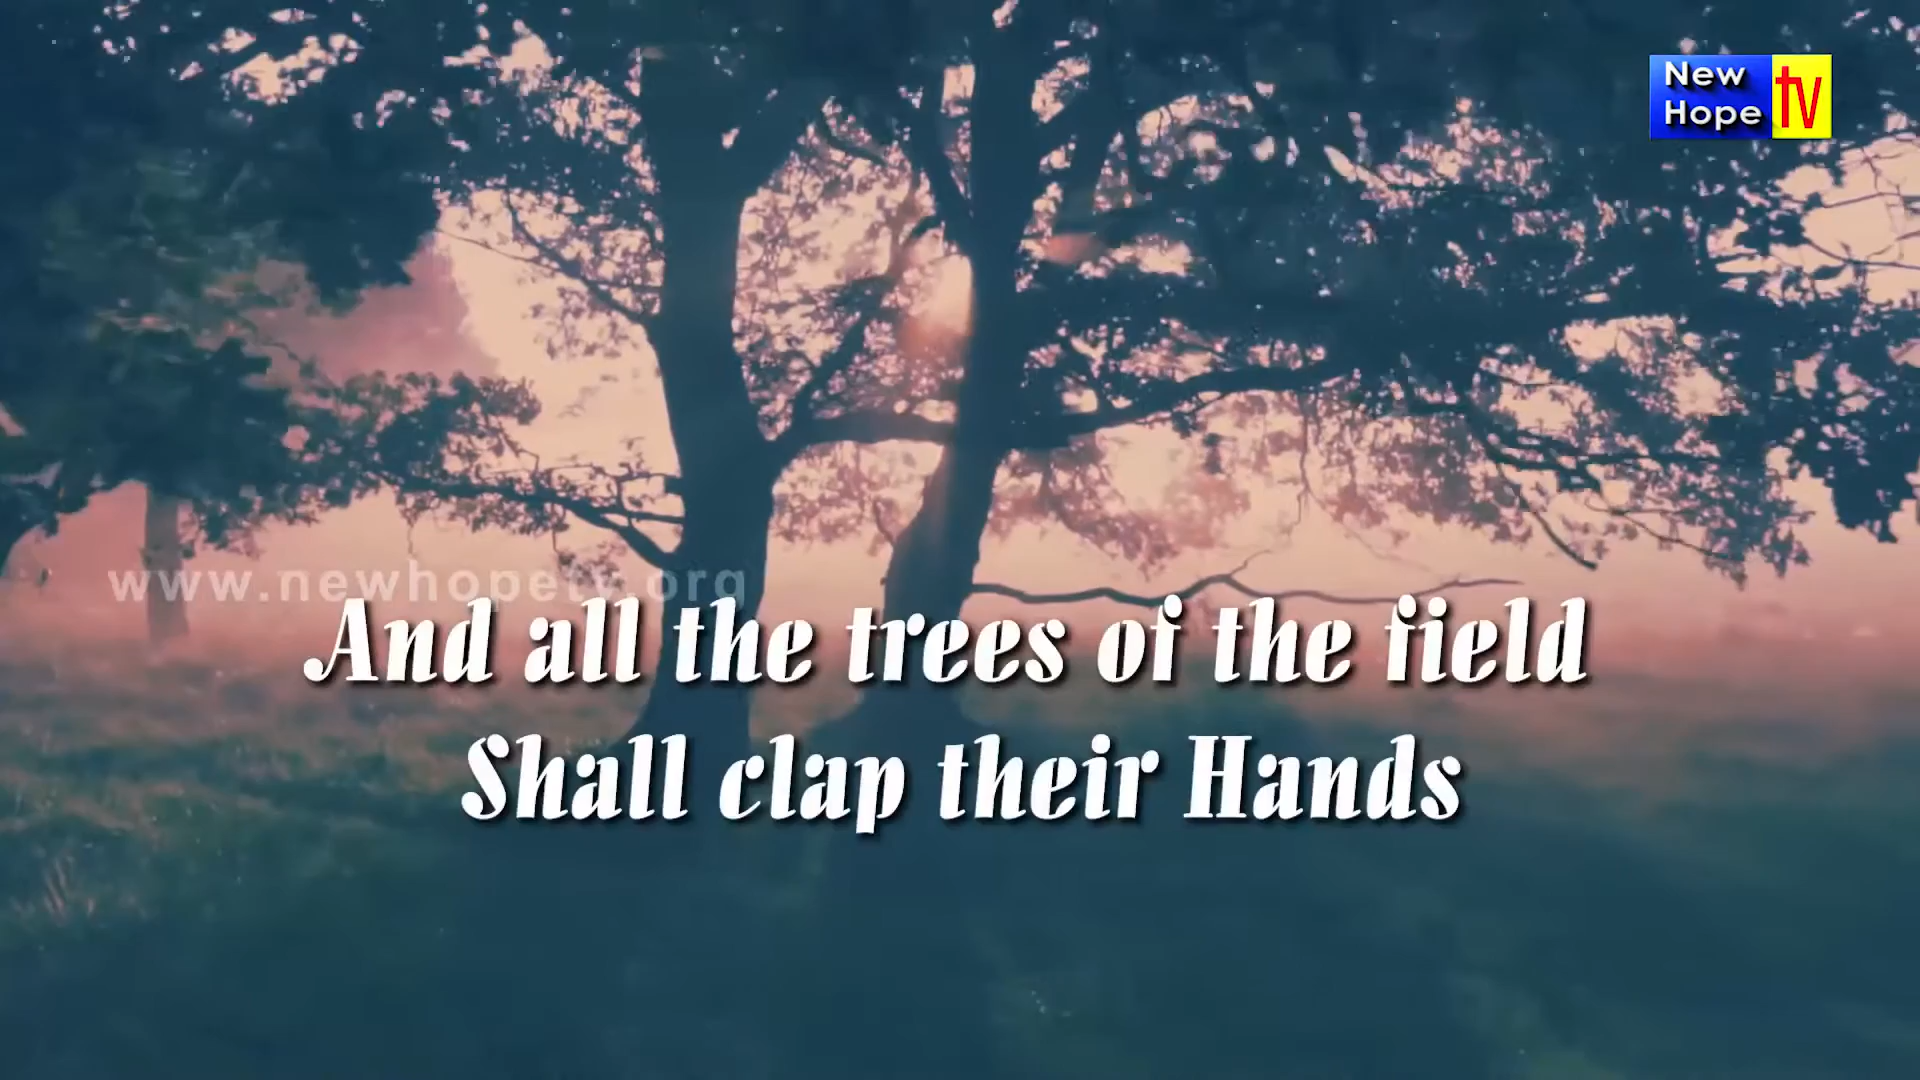 New
Hope tv
www.newhopetv.org
And all the trees of the field
Shall clap their Hands